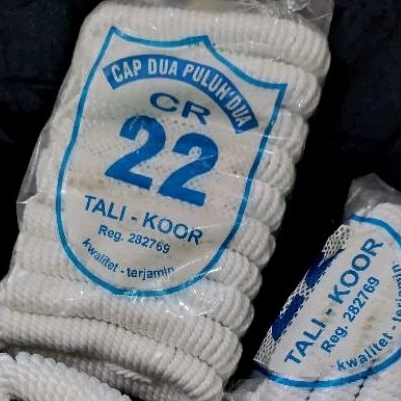 CAP DUA PULUH DUA
CR
22
TALI - KOOR
Reg. 282769
kwalitet - terjamin
TALI - KOOR
Reg. 282769
kwalitet - terjamin